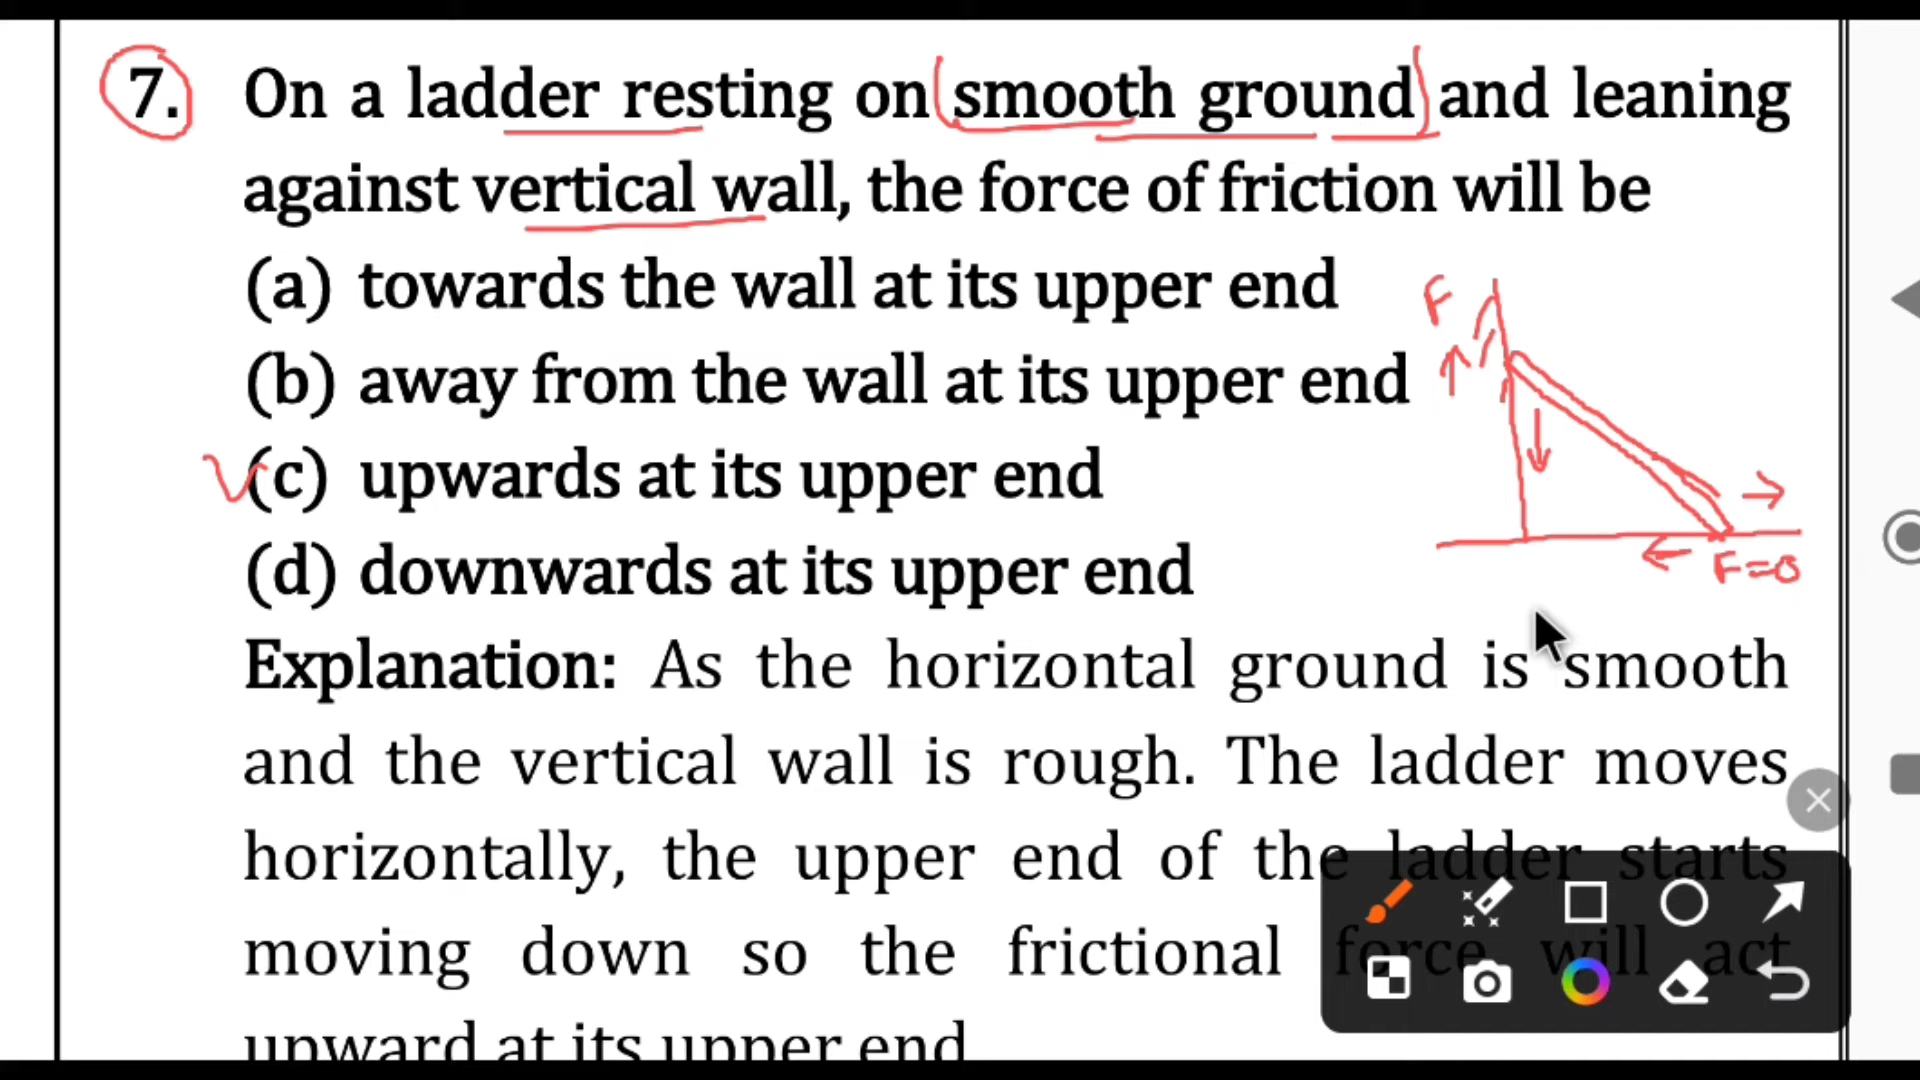 7. On a ladder resting on smooth ground and leaning
against vertical wall, the force of friction will be
(a) towards the wall at its upper end
F
(b) away from the wall at its upper end
(c) upwards at its upper end
(d) downwards at its upper end
F=0
Explanation: As the horizontal ground is smooth
and the vertical wall is rough. The ladder moves
horizontally, the upper end of the ladder starts
moving down so the frictional force will act
upward at its upper end